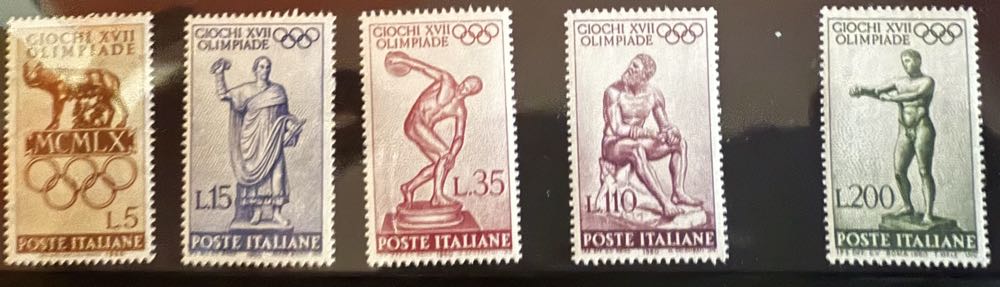 GIOCHI XVII
OLIMPIADE
MCMLX
L.5
POSTE ITALIANE
GIOCHI XVII
OLIMPIADE
L.15
POSTE ITALIANE
GIOCHI XVII
OLIMPIADE
L.35
POSTE ITALIANE
GIOCHI XVII
OLIMPIADE
L.110
POSTE ITALIANE
GIOCHI XVII
OLIMPIADE
L.200
POSTE ITALIANE